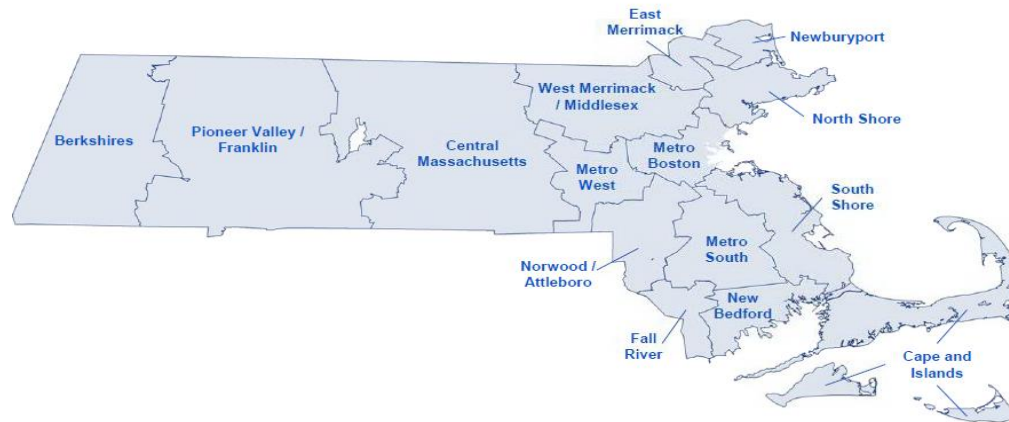 East
Merrimack
Newburyport
West Merrimack
/ Middlesex
North Shore
Berkshires
Pioneer Valley /
Franklin
Central
Massachusetts
Metro
Boston
Metro
West
South
Shore
Metro
South
Norwood /
Attleboro
New
Bedford
Fall
River
Cape and
Islands